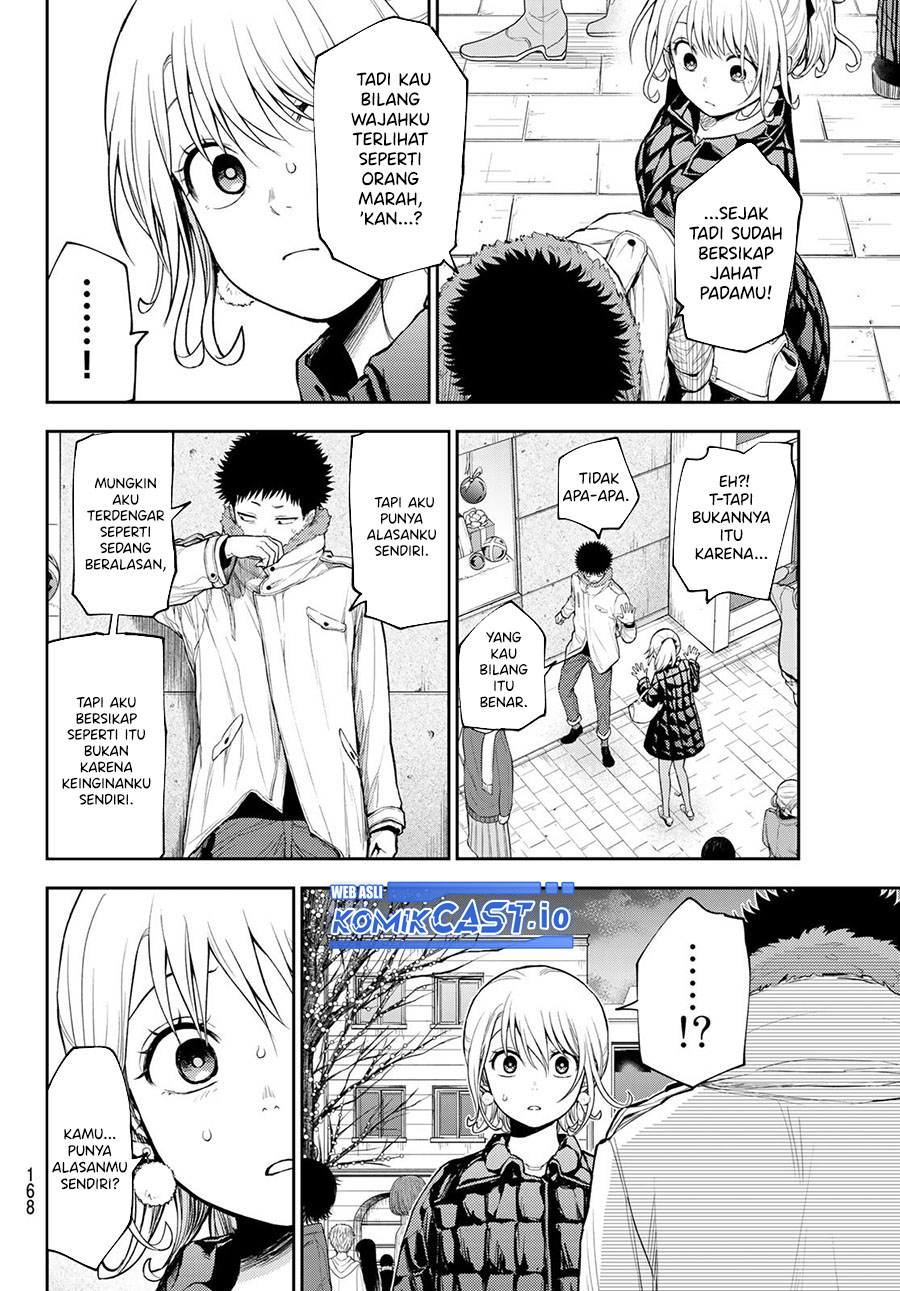 ...SEJAK
TADI SUDAH
BERSIKAP
JAHAT
PADAMU!
TADI KAU
BILANG
WAJAHKU
TERLIHAT
SEPERTI
ORANG
MARAH,
'KAN...?
......!
EH?!
T-TAPI
BUKANNYA
ITU
KARENA...
TIDAK
APA-APA.
YANG
KAU
BILANG
ITU
BENAR.
TAPI AKU
PUNYA
ALASANKU
SENDIRI.
MUNGKIN
AKU
TERDENGAR
SEPERTI
SEDANG
BERALASAN,
TAPI AKU
BERSIKAP
SEPERTI ITU
BUKAN
KARENA
KEINGINANKU
SENDIRI.
WEB ASLI
KOMIKCAST.io
......!?
KAMU...
PUNYA
ALASANMU
SENDIRI?
168